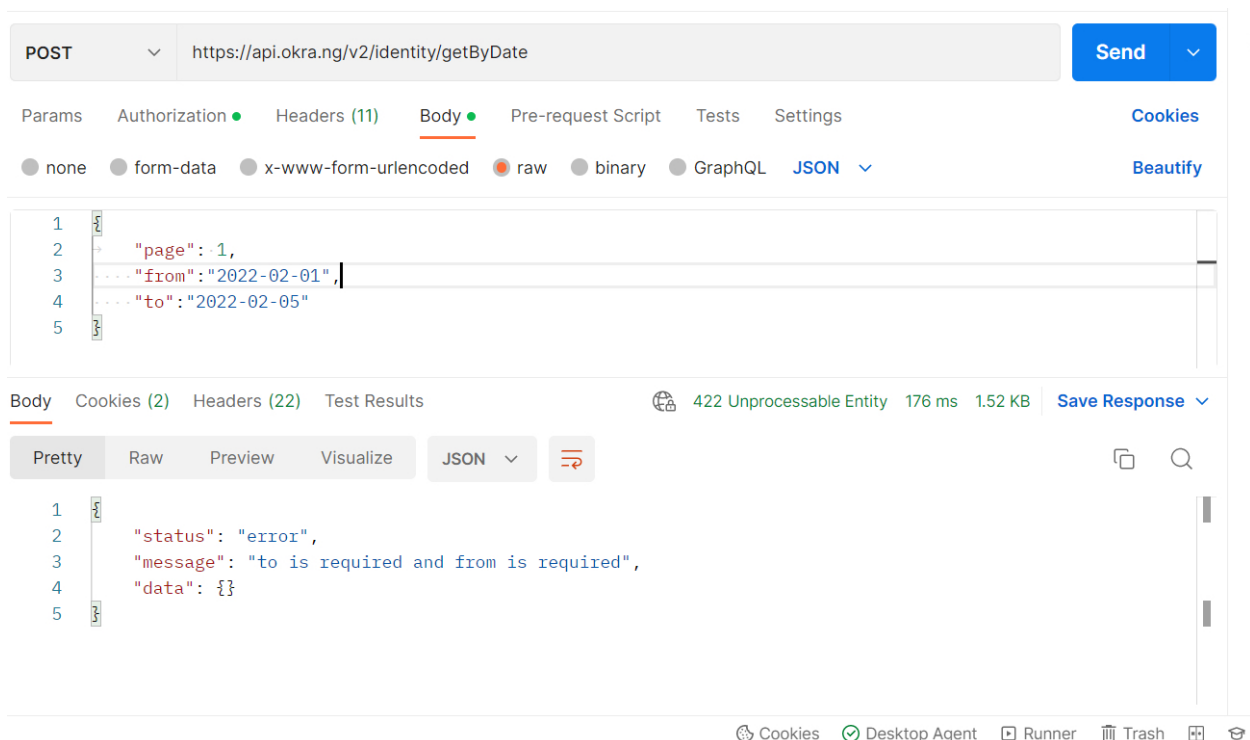 POST https://api.okra.ng/v2/identity/getByDate Send
Params Authorization Headers (11) Body Pre-request Script Tests Settings Cookies
none form-data x-www-form-urlencoded raw binary GraphQL JSON Beautify
1 {
2 "page": 1,
3 "from":"2022-02-01",
4 "to":"2022-02-05"
5 }
Body Cookies (2) Headers (22) Test Results 422 Unprocessable Entity 176 ms 1.52 KB Save Response
Pretty Raw Preview Visualize JSON
1 {
2 "status": "error",
3 "message": "to is required and from is required",
4 "data": {}
5 }
Cookies Desktop Agent Runner Trash